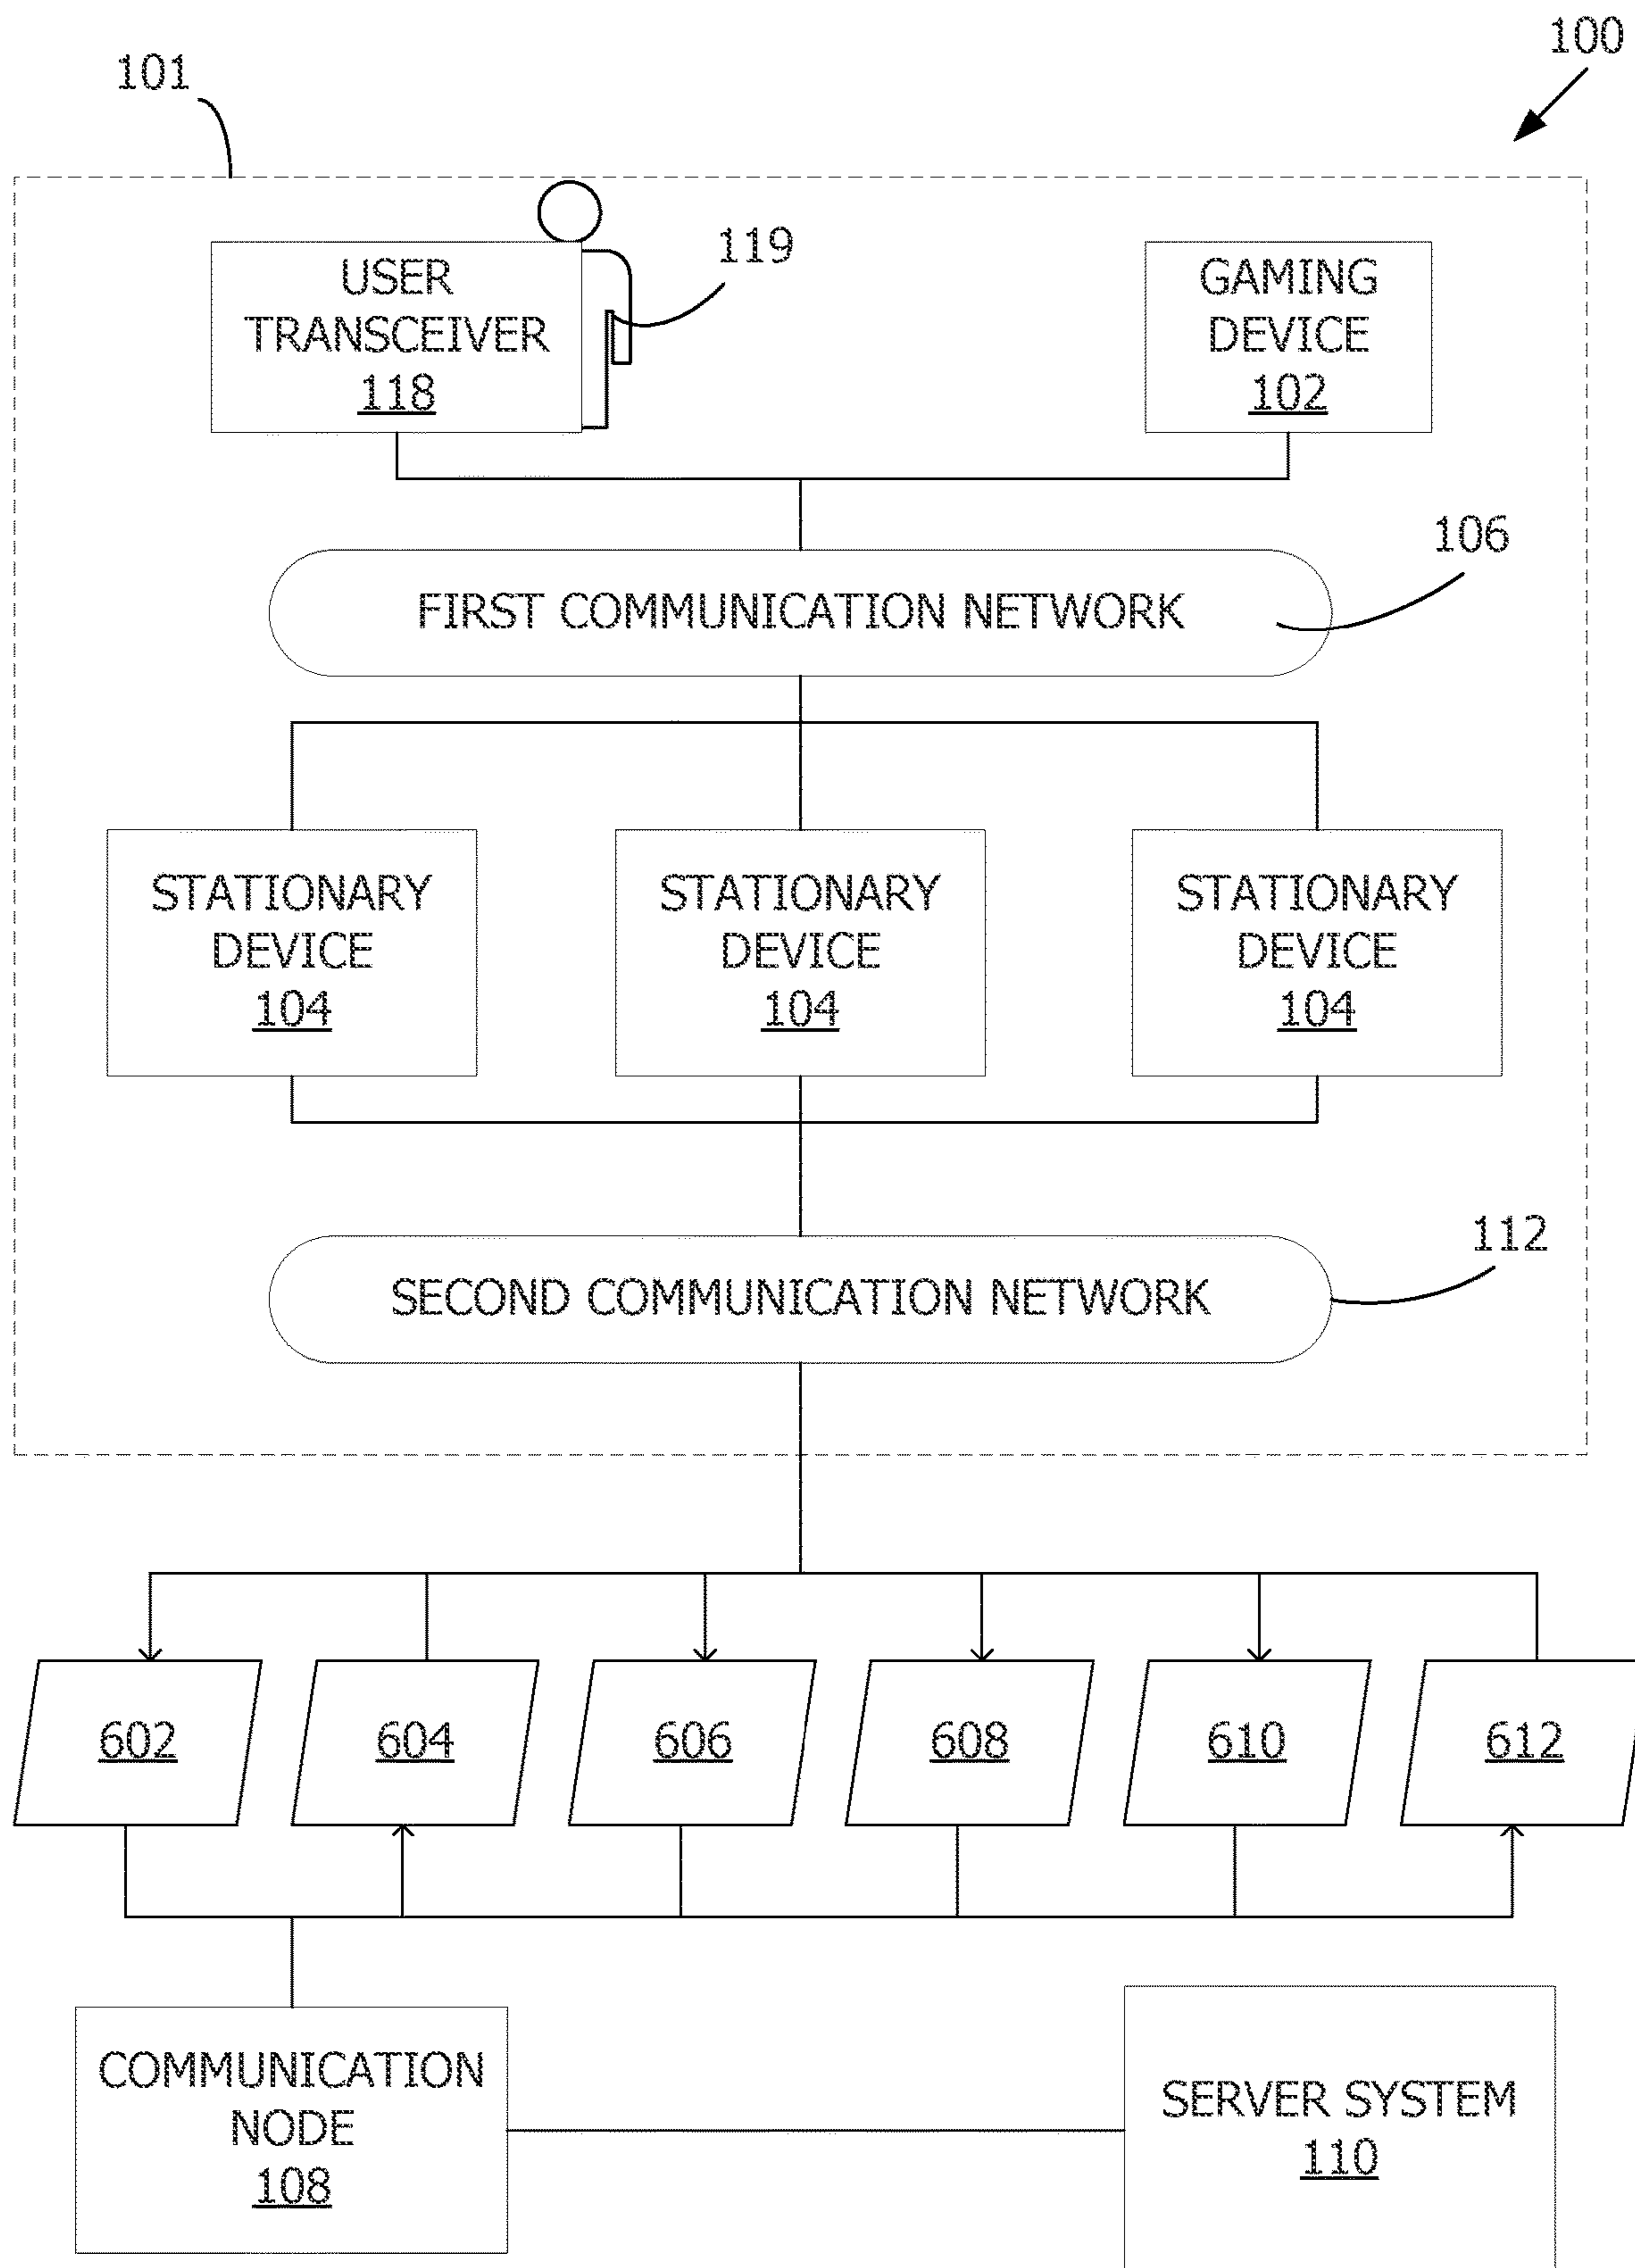 100
101
119
USER
TRANSCEIVER
118
GAMING
DEVICE
102
106
FIRST COMMUNICATION NETWORK
STATIONARY
DEVICE
104
STATIONARY
DEVICE
104
STATIONARY
DEVICE
104
112
SECOND COMMUNICATION NETWORK
602
604
606
608
610
612
COMMUNICATION
NODE
108
SERVER SYSTEM
110